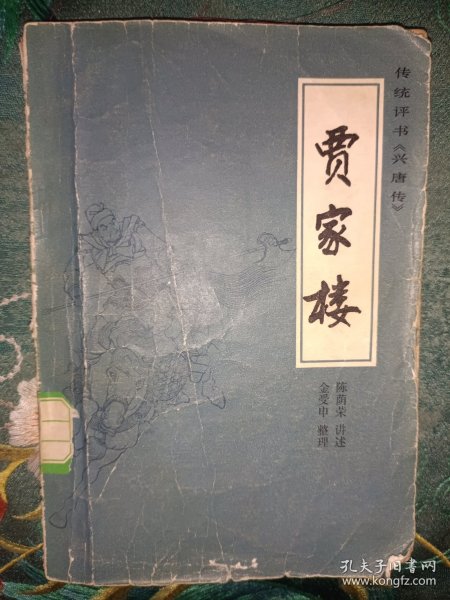 传统评书《兴唐传》
贾家楼
陈荫荣 讲述
金受申 整理
孔夫子旧书网
www.kongfz.com